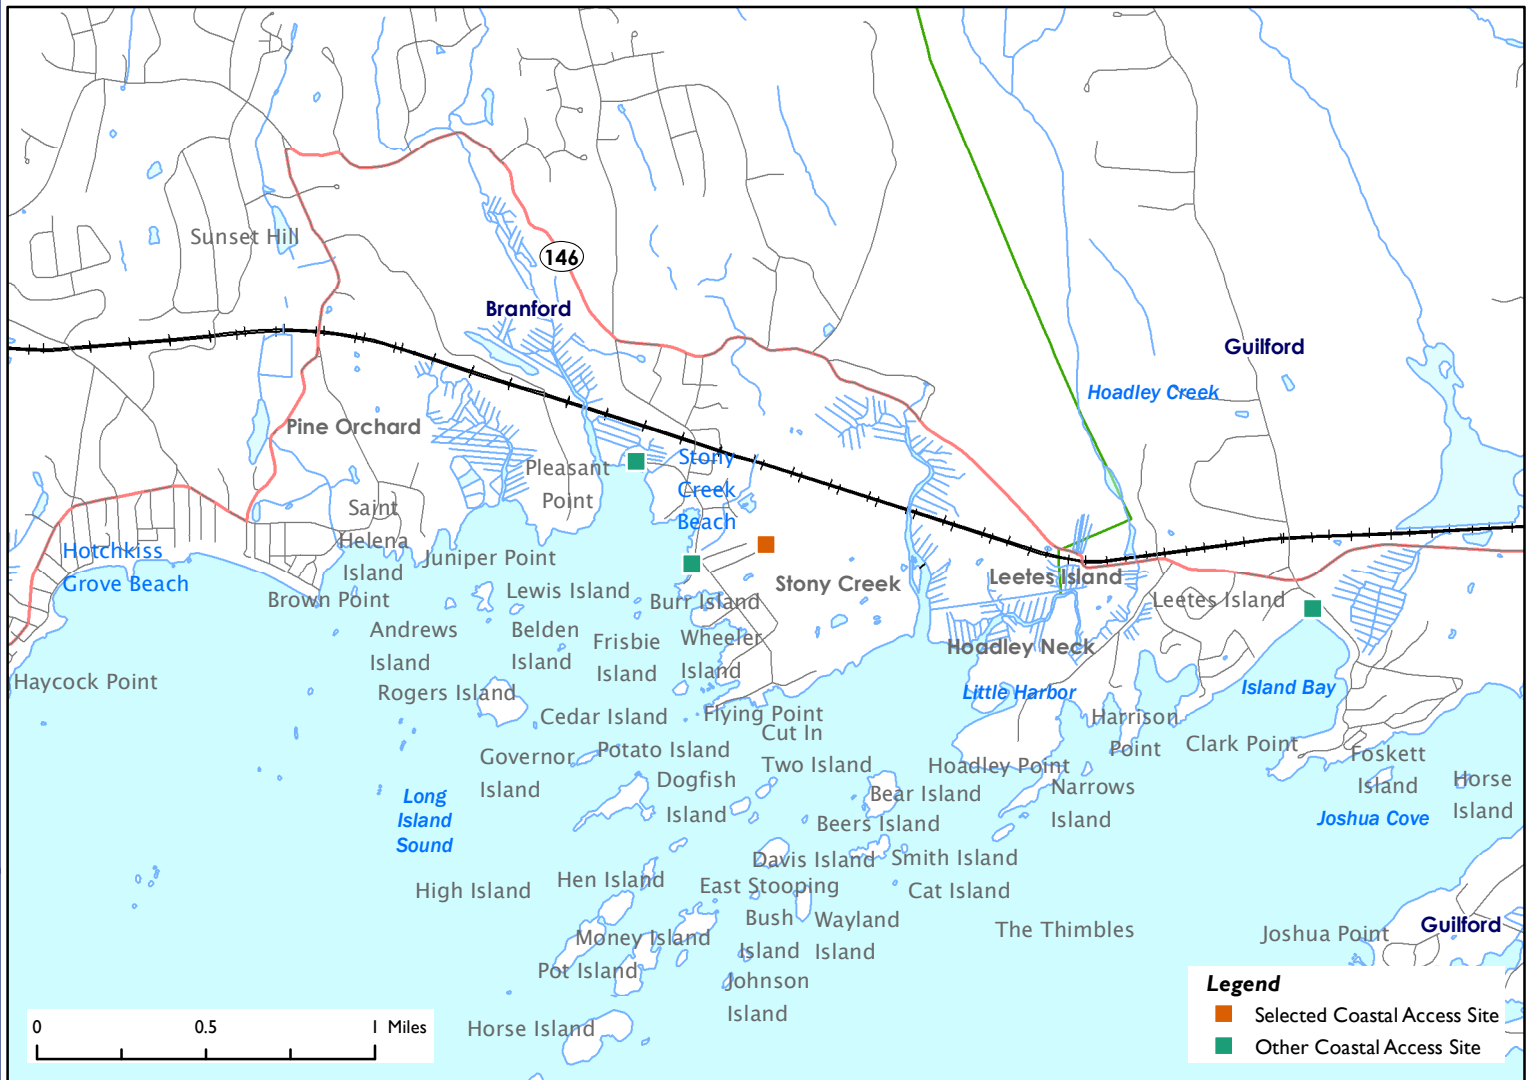 Sunset Hill
146
Branford
Guilford
Hoadley Creek
Pine Orchard
Pleasant
Point
Stony
Creek
Beach
Saint
Helena
Island
Hotchkiss
Grove Beach
Juniper Point
Brown Point
Lewis Island
Burr Island
Stony Creek
Leetes Island
Leetes Island
Andrews
Island
Belden
Island
Frisbie
Island
Wheeler
Island
Hoadley Neck
Haycock Point
Rogers Island
Little Harbor
Island Bay
Cedar Island
Flying Point
Cut In
Two Island
Harrison
Point
Clark Point
Governor
Island
Potato Island
Dogfish
Island
Hoadley Point
Foskett
Island
Horse
Island
Bear Island
Narrows
Island
Long
Island
Sound
Beers Island
Joshua Cove
Davis Island
Smith Island
High Island
Hen Island
East Stooping
Bush
Island
Cat Island
Wayland
Island
The Thimbles
Joshua Point
Guilford
Money Island
Pot Island
Johnson
Island
Horse Island
0 0.5 1 Miles
Legend
Selected Coastal Access Site
Other Coastal Access Site